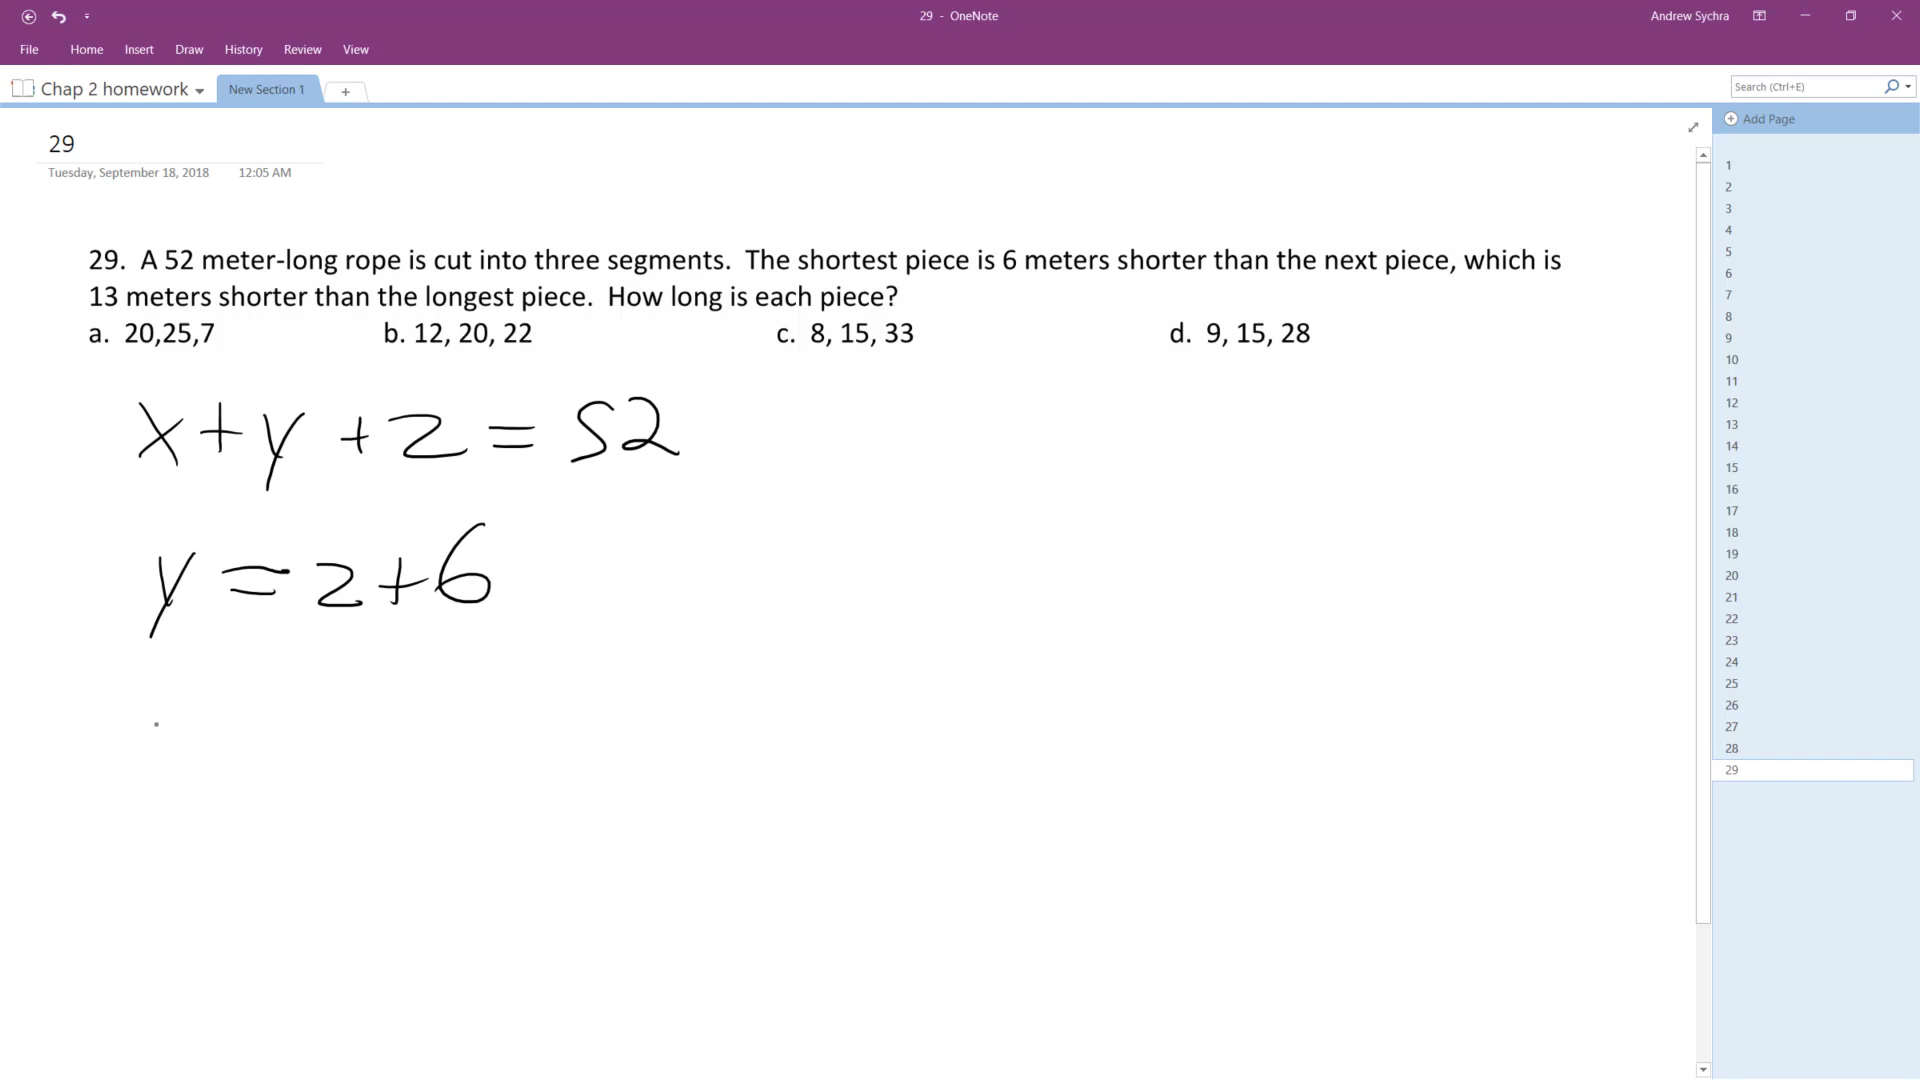 29 - OneNote
Andrew Sychra
File Home Insert Draw History Review View
Chap 2 homework
New Section 1
+
Search (Ctrl+E)
Add Page
29
Tuesday, September 18, 2018 12:05 AM
29. A 52 meter-long rope is cut into three segments. The shortest piece is 6 meters shorter than the next piece, which is
13 meters shorter than the longest piece. How long is each piece?
a. 20,25,7 b. 12, 20, 22 c. 8, 15, 33 d. 9, 15, 28
x+y+z=52
y=z+6
1
2
3
4
5
6
7
8
9
10
11
12
13
14
15
16
17
18
19
20
21
22
23
24
25
26
27
28
29